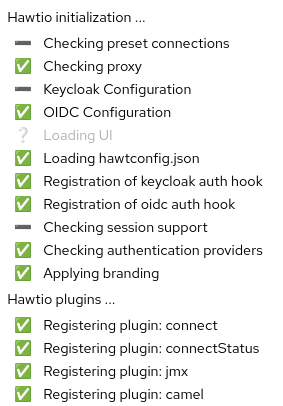 Hawtio initialization ...
➖ Checking preset connections
✅ Checking proxy
➖ Keycloak Configuration
✅ OIDC Configuration
❔ Loading UI
✅ Loading hawtconfig.json
✅ Registration of keycloak auth hook
✅ Registration of oidc auth hook
➖ Checking session support
✅ Checking authentication providers
✅ Applying branding
Hawtio plugins ...
✅ Registering plugin: connect
✅ Registering plugin: connectStatus
✅ Registering plugin: jmx
✅ Registering plugin: camel